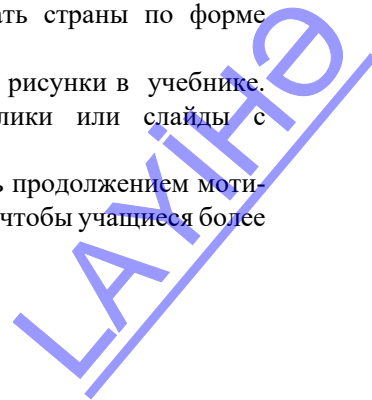 ать страны по форме
рисунки в учебнике.
лики или слайды с
ь продолжением моти-
чтобы учащиеся более
LAYİHƏ